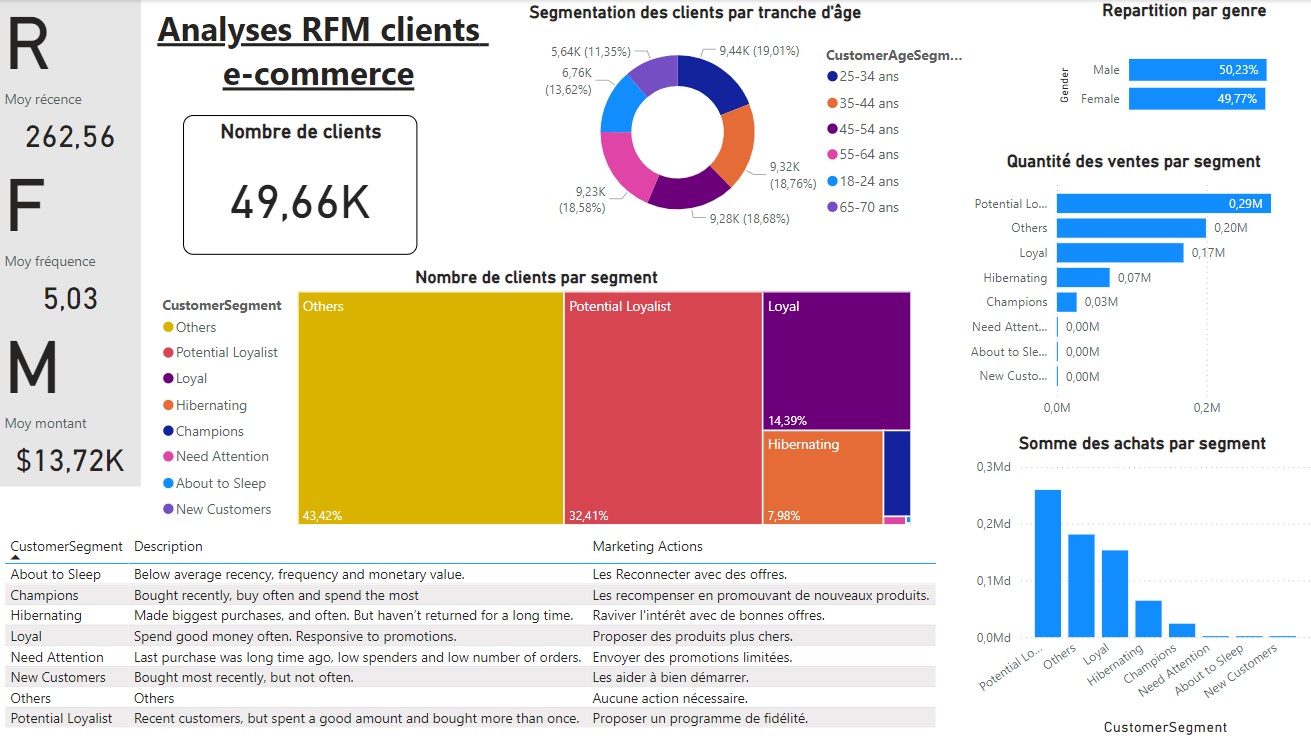 R
Moy récence
262,56
F
Moy fréquence
5,03
M
Moy montant
$13,72K
Analyses RFM clients
e-commerce
Nombre de clients
49,66K
Segmentation des clients par tranche d'âge
5,64K (11,35%)
9,44K (19,01%)
6,76K
(13,62%)
9,32K
(18,76%)
9,23K
(18,58%)
9,28K (18,68%)
CustomerAgeSegm...
25-34 ans
35-44 ans
45-54 ans
55-64 ans
18-24 ans
65-70 ans
Repartition par genre
Gender
Male 50,23%
Female 49,77%
Quantité des ventes par segment
Potential Lo... 0,29M
Others 0,20M
Loyal 0,17M
Hibernating 0,07M
Champions 0,03M
Need Attent... 0,00M
About to Sle... 0,00M
New Custo... 0,00M
0,0M 0,2M
Nombre de clients par segment
CustomerSegment
Others
Potential Loyalist
Loyal
Hibernating
Champions
Need Attention
About to Sleep
New Customers
Others
43,42%
Potential Loyalist
32,41%
Loyal
14,39%
Hibernating
7,98%
Somme des achats par segment
0,3Md
0,2Md
0,1Md
0,0Md
Potential Lo...
Others
Loyal
Hibernating
Champions
Need Attention
About to Sleep
New Customers
CustomerSegment
CustomerSegment Description Marketing Actions
About to Sleep Below average recency, frequency and monetary value. Les Reconnecter avec des offres.
Champions Bought recently, buy often and spend the most Les recompenser en promouvant de nouveaux produits.
Hibernating Made biggest purchases, and often. But haven't returned for a long time. Raviver l'intérêt avec de bonnes offres.
Loyal Spend good money often. Responsive to promotions. Proposer des produits plus chers.
Need Attention Last purchase was long time ago, low spenders and low number of orders. Envoyer des promotions limitées.
New Customers Bought most recently, but not often. Les aider à bien démarrer.
Others Others Aucune action nécessaire.
Potential Loyalist Recent customers, but spent a good amount and bought more than once. Proposer un programme de fidélité.